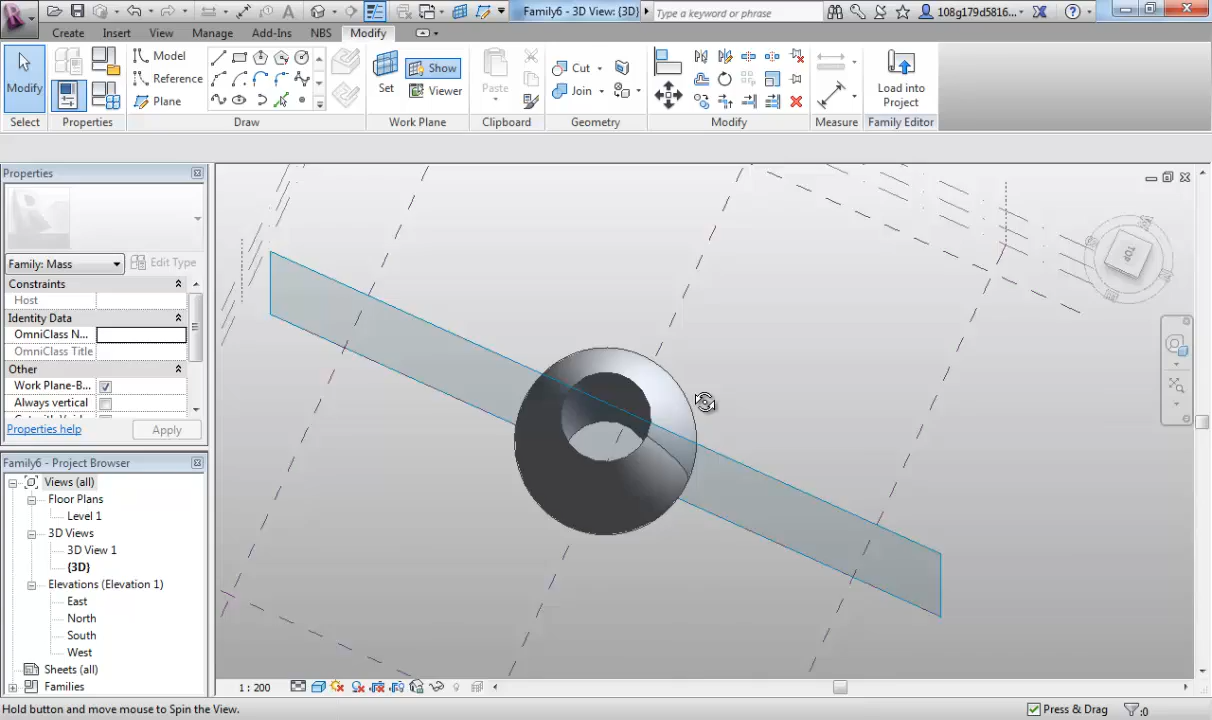 Family6 - 3D View: {3D}
Type a keyword or phrase
108g179d5816...
Create
Insert
View
Manage
Add-Ins
NBS
Modify
Modify
Select
Properties
Model
Reference
Plane
Draw
Set
Show
Viewer
Work Plane
Paste
Clipboard
Cut
Join
Geometry
Modify
Measure
Load into
Project
Family Editor
Properties
Family: Mass
Edit Type
Constraints
Host
Identity Data
OmniClass N...
OmniClass Title
Other
Work Plane-B...
Always vertical
Properties help
Apply
Family6 - Project Browser
Views (all)
Floor Plans
Level 1
3D Views
3D View 1
{3D}
Elevations (Elevation 1)
East
North
South
West
Sheets (all)
Families
TOP
1 : 200
Hold button and move mouse to Spin the View.
Press & Drag
:0